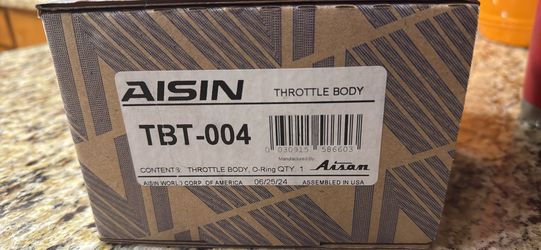 AISIN THROTTLE BODY
TBT-004
0 030915 586603
Manufactured By:
Aisan
CONTENTS: THROTTLE BODY, O-Ring QTY. 1
AISIN WORLD CORP. OF AMERICA 06/25/24 ASSEMBLED IN USA